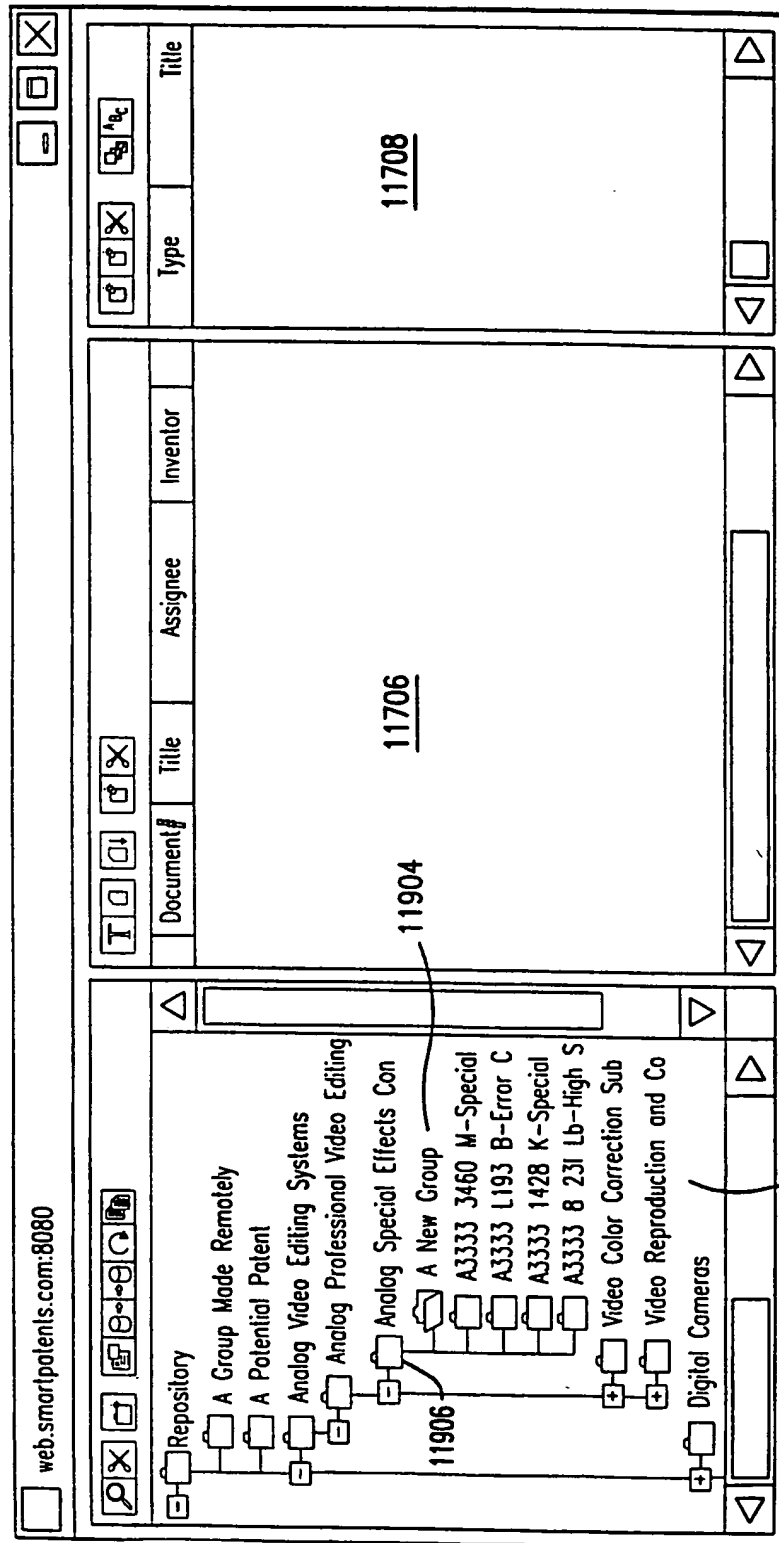 web.smartpatents.com:8080
Repository
A Group Made Remotely
A Potential Patent
Analog Video Editing Systems
Analog Professional Video Editing
Analog Special Effects Con
A New Group
A3333 3460 M-Special
A3333 L193 B-Error C
A3333 1428 K-Special
A3333 8 231 Lb-High S
Video Color Correction Sub
Video Reproduction and Co
Digital Cameras
11906
11904
T
Document#
Title
Assignee
Inventor
11706
ABC
Type
Title
11708